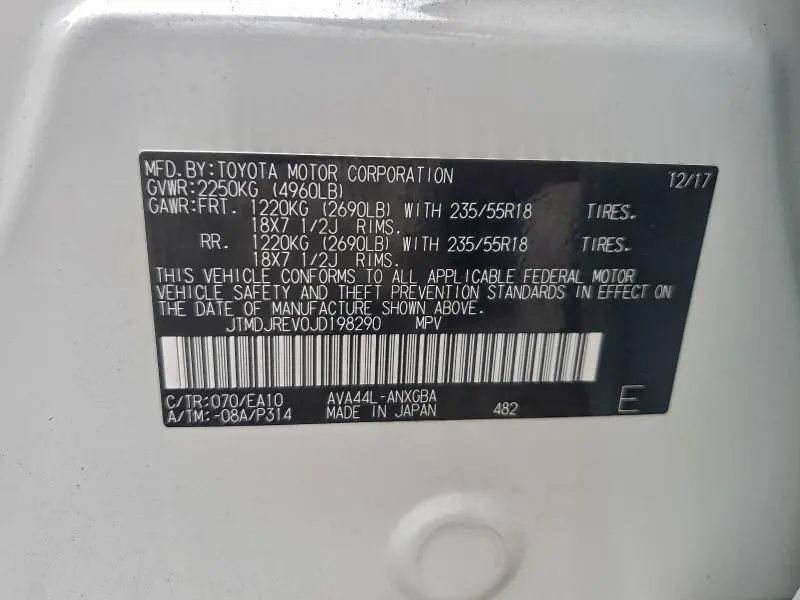 MFD.BY:TOYOTA MOTOR CORPORATION 12/17
GVWR:2250KG (4960LB)
GAWR:FRT. 1220KG (2690LB) WITH 235/55R18 TIRES.
18X7 1/2J RIMS.
RR. 1220KG (2690LB) WITH 235/55R18 TIRES.
18X7 1/2J RIMS.
THIS VEHICLE CONFORMS TO ALL APPLICABLE FEDERAL MOTOR
VEHICLE SAFETY AND THEFT PREVENTION STANDARDS IN EFFECT ON
THE DATE OF MANUFACTURE SHOWN ABOVE.
JTMDJREV0JD198290 MPV
C/TR:070/EA10 AVA44L-ANXGBA
A/TM:-08A/P314 MADE IN JAPAN 482 E